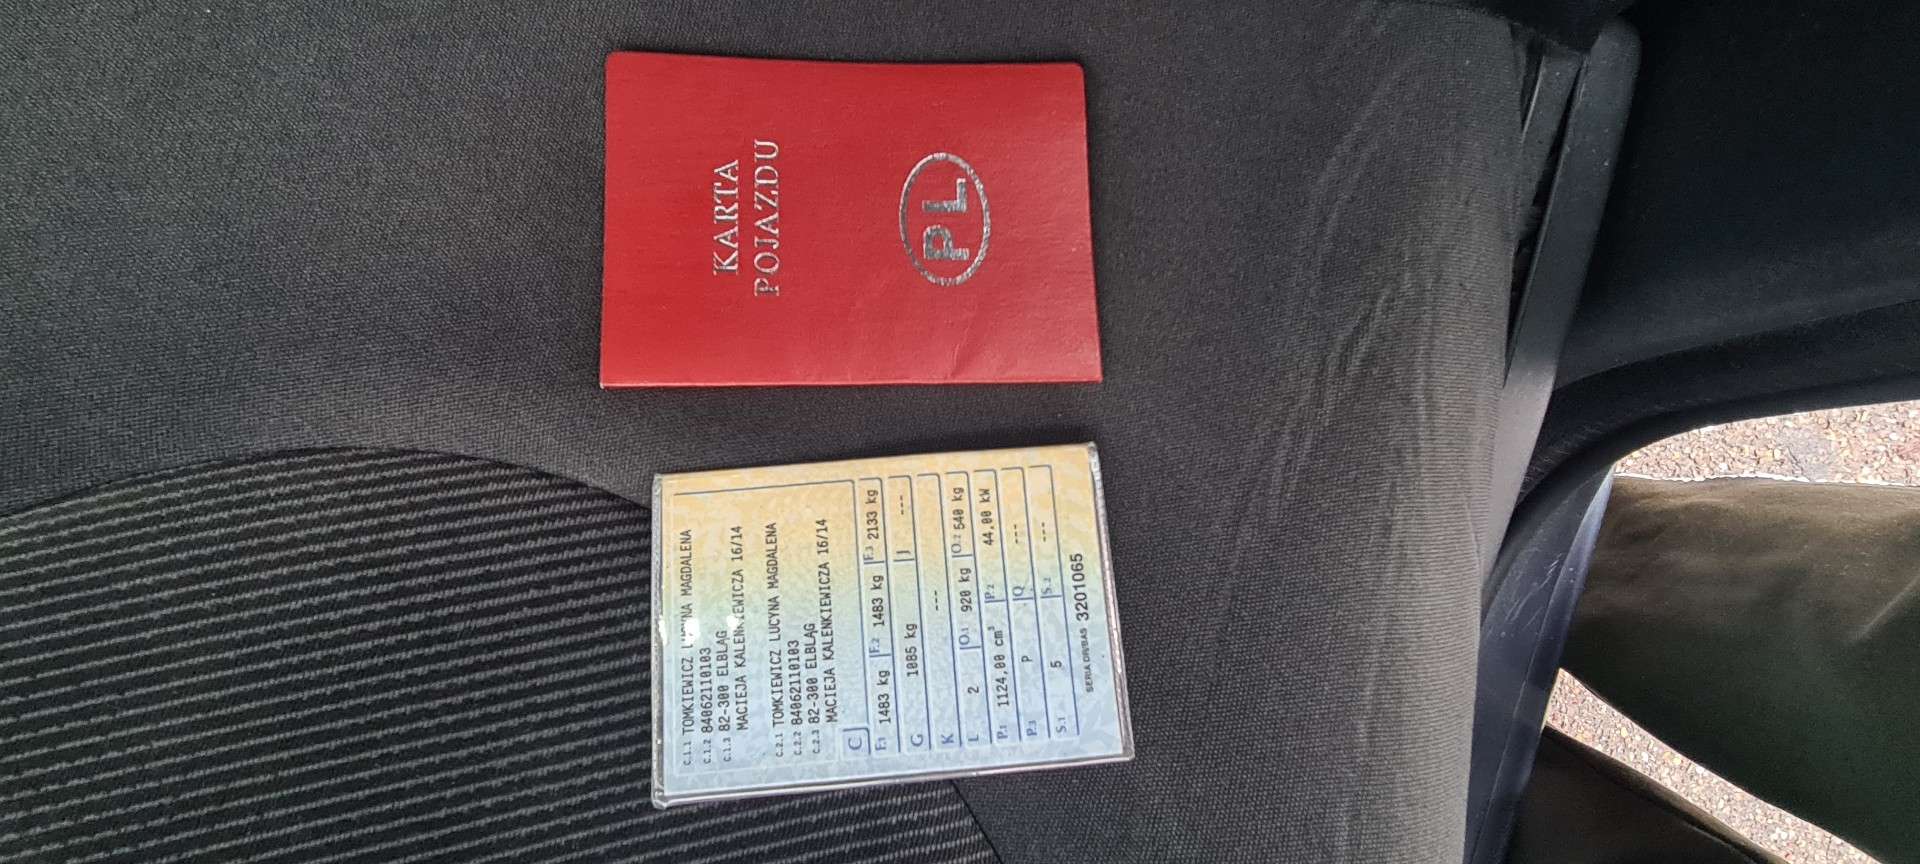 KARTA
POJAZDU
PL
C.1.1 TOMKIEWICZ LUCYNA MAGDALENA
C.1.2 84062110103
C.1.3 82-300 ELBLĄG
MACIEJA KALENKIEWICZA 16/14
C.2.1 TOMKIEWICZ LUCYNA MAGDALENA
C.2.2 84062110103
C.2.3 82-300 ELBLĄG
MACIEJA KALENKIEWICZA 16/14
C
F.1 1483 kg F.2 1483 kg F.3 2133 kg
G 1085 kg J ---
K ---
L 2 O.1 920 kg O.2 540 kg
P.1 1124,00 cm³ P.2 44,00 kW
P.3 P Q ---
S.1 5 S.2 ---
SERIA DR/BAS 3201065